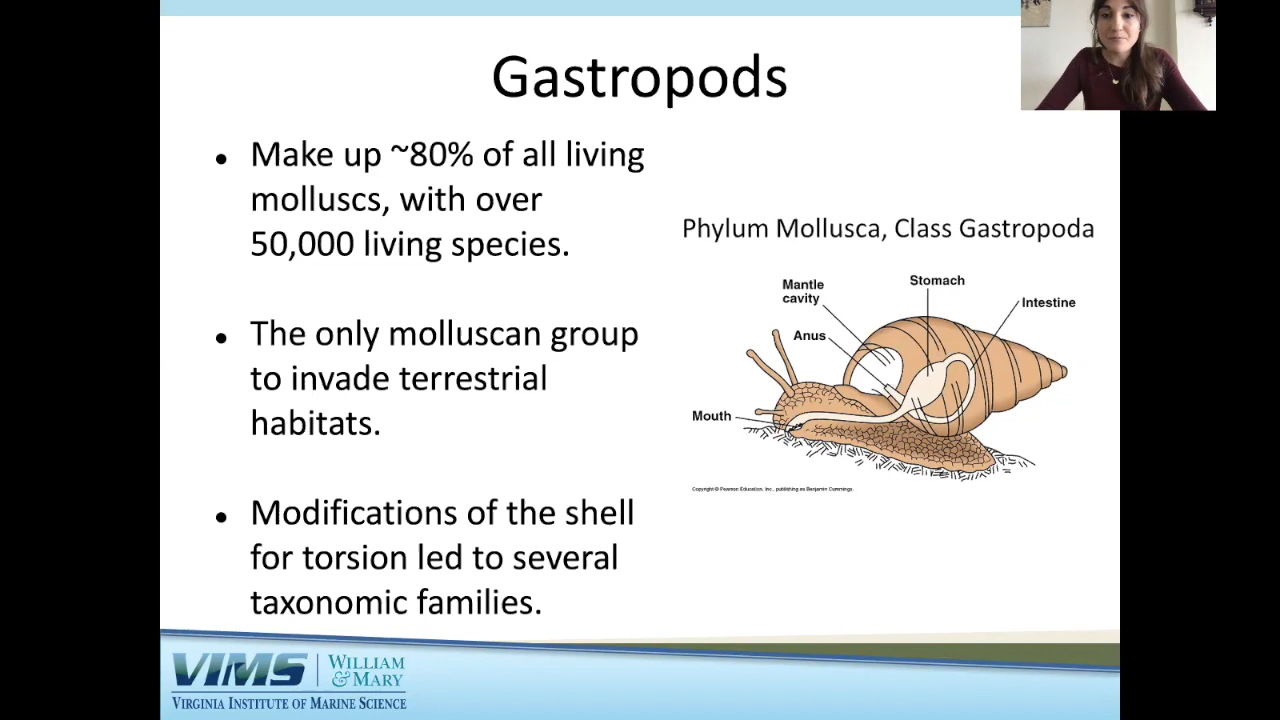 Gastropods
● Make up ~80% of all living
molluscs, with over
50,000 living species.
● The only molluscan group
to invade terrestrial
habitats.
● Modifications of the shell
for torsion led to several
taxonomic families.
Phylum Mollusca, Class Gastropoda
Mantle
cavity
Stomach
Intestine
Anus
Mouth
Copyright © Pearson Education, Inc., publishing as Benjamin Cummings.
VIMS
WILLIAM
& MARY
VIRGINIA INSTITUTE OF MARINE SCIENCE